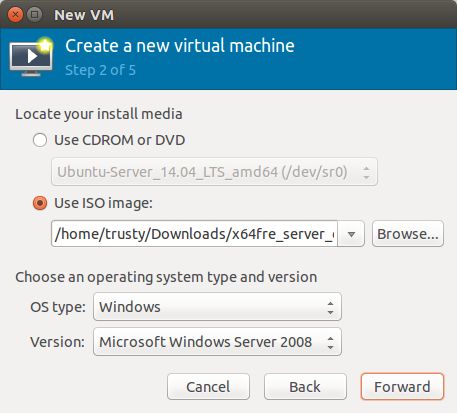 New VM
Create a new virtual machine
Step 2 of 5
Locate your install media
Use CDROM or DVD
Ubuntu-Server_14.04_LTS_amd64 (/dev/sr0)
Use ISO image:
/home/trusty/Downloads/x64fre_server_ Browse...
Choose an operating system type and version
OS type: Windows
Version: Microsoft Windows Server 2008
Cancel Back Forward